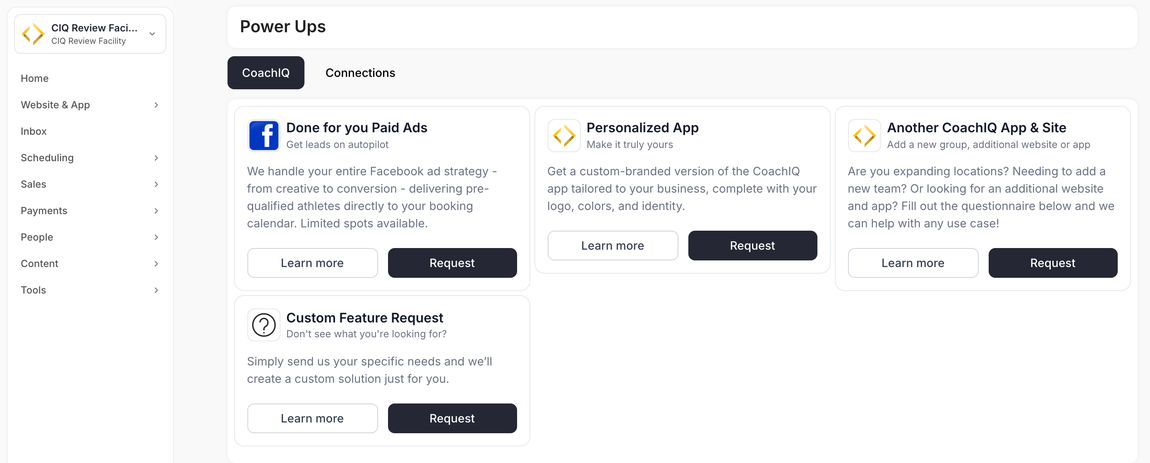 CIQ Review Faci...
CIQ Review Facility
Home
Website & App
Inbox
Scheduling
Sales
Payments
People
Content
Tools
Power Ups
CoachIQ
Connections
Done for you Paid Ads
Get leads on autopilot
We handle your entire Facebook ad strategy -
from creative to conversion - delivering pre-
qualified athletes directly to your booking
calendar. Limited spots available.
Learn more
Request
Personalized App
Make it truly yours
Get a custom-branded version of the CoachIQ
app tailored to your business, complete with your
logo, colors, and identity.
Learn more
Request
Another CoachIQ App & Site
Add a new group, additional website or app
Are you expanding locations? Needing to add a
new team? Or looking for an additional website
and app? Fill out the questionnaire below and we
can help with any use case!
Learn more
Request
Custom Feature Request
Don't see what you're looking for?
Simply send us your specific needs and we'll
create a custom solution just for you.
Learn more
Request